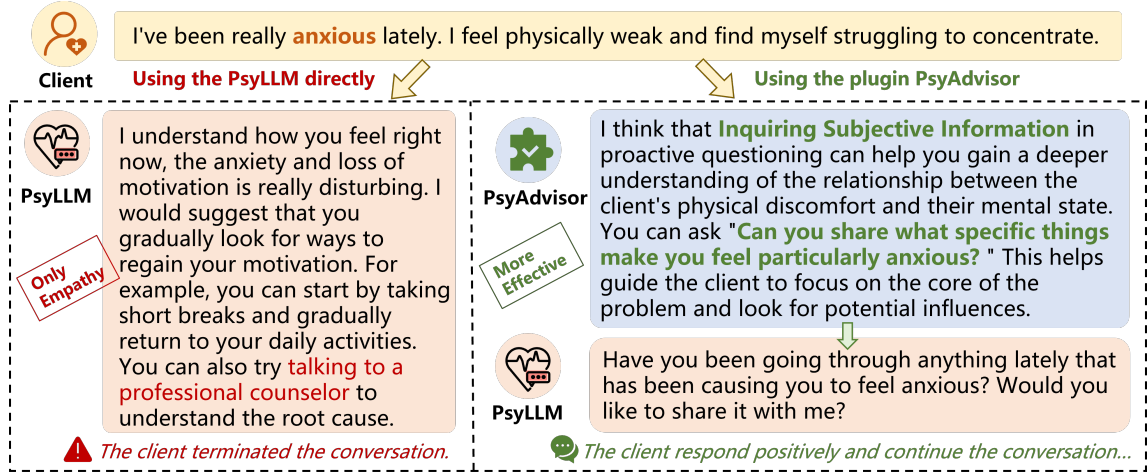 I've been really anxious lately. I feel physically weak and find myself struggling to concentrate.
Client
Using the PsyLLM directly
Using the plugin PsyAdvisor
PsyLLM
Only
Empathy
I understand how you feel right
now, the anxiety and loss of
motivation is really disturbing. I
would suggest that you
gradually look for ways to
regain your motivation. For
example, you can start by taking
short breaks and gradually
return to your daily activities.
You can also try talking to a
professional counselor to
understand the root cause.
The client terminated the conversation.
PsyAdvisor
More
Effective
I think that Inquiring Subjective Information in
proactive questioning can help you gain a deeper
understanding of the relationship between the
client's physical discomfort and their mental state.
You can ask "Can you share what specific things
make you feel particularly anxious? " This helps
guide the client to focus on the core of the
problem and look for potential influences.
PsyLLM
Have you been going through anything lately that
has been causing you to feel anxious? Would you
like to share it with me?
The client respond positively and continue the conversation...